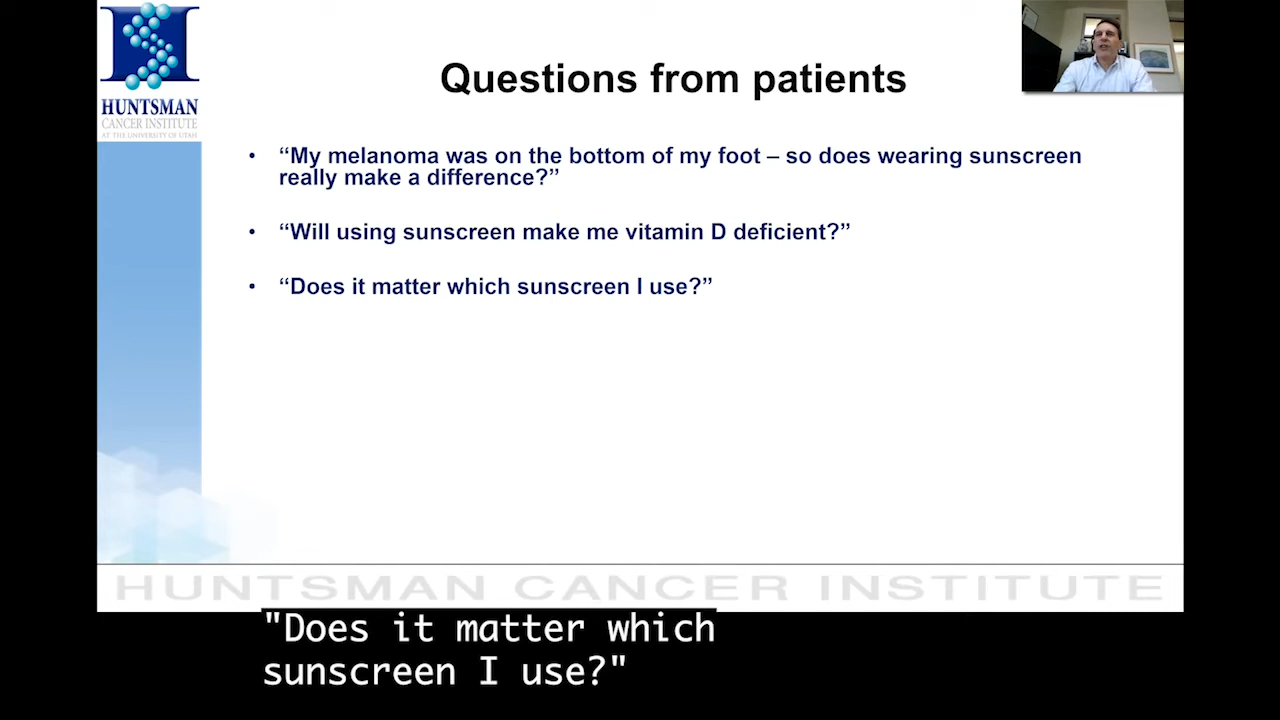 HUNTSMAN
CANCER INSTITUTE
AT THE UNIVERSITY OF UTAH
Questions from patients
• “My melanoma was on the bottom of my foot – so does wearing sunscreen
really make a difference?”
• “Will using sunscreen make me vitamin D deficient?”
• “Does it matter which sunscreen I use?”
HUNTSMAN CANCER INSTITUTE
"Does it matter which
sunscreen I use?"